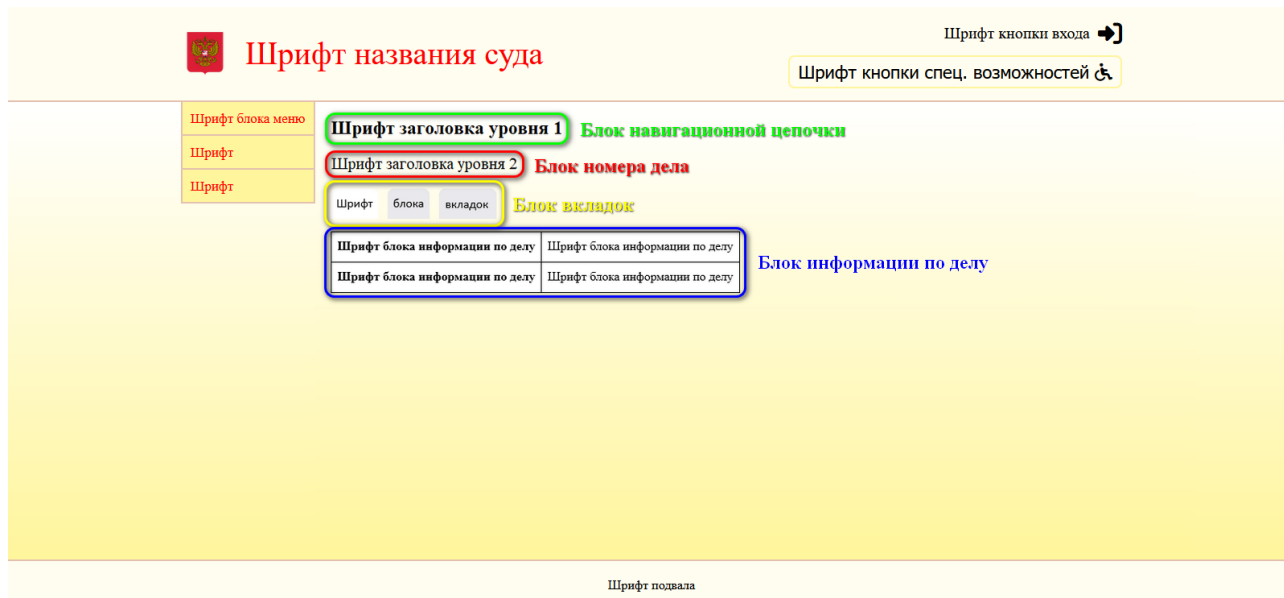 Шрифт названия суда
Шрифт кнопки входа
Шрифт кнопки спец. возможностей
Шрифт блока меню
Шрифт
Шрифт
Шрифт заголовка уровня 1 Блок навигационной цепочки
Шрифт заголовка уровня 2 Блок номера дела
Шрифт блока вкладок Блок вкладок
Шрифт блока информации по делу Шрифт блока информации по делу
Шрифт блока информации по делу Шрифт блока информации по делу
Блок информации по делу
Шрифт подвала